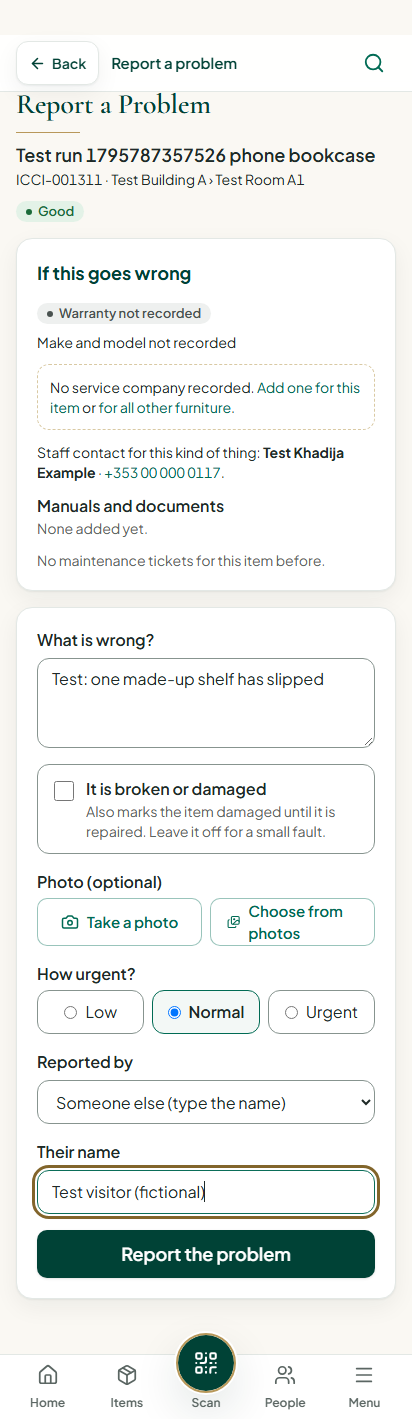 Back
Report a problem
Report a Problem
Test run 1795787357526 phone bookcase
ICCI-001311 · Test Building A › Test Room A1
Good
If this goes wrong
Warranty not recorded
Make and model not recorded
No service company recorded. Add one for this
item or for all other furniture.
Staff contact for this kind of thing: Test Khadija
Example · +353 00 000 0117.
Manuals and documents
None added yet.
No maintenance tickets for this item before.
What is wrong?
Test: one made-up shelf has slipped
It is broken or damaged
Also marks the item damaged until it is
repaired. Leave it off for a small fault.
Photo (optional)
Take a photo
Choose from
photos
How urgent?
Low
Normal
Urgent
Reported by
Someone else (type the name)
Their name
Test visitor (fictional)
Report the problem
Home
Items
Scan
People
Menu